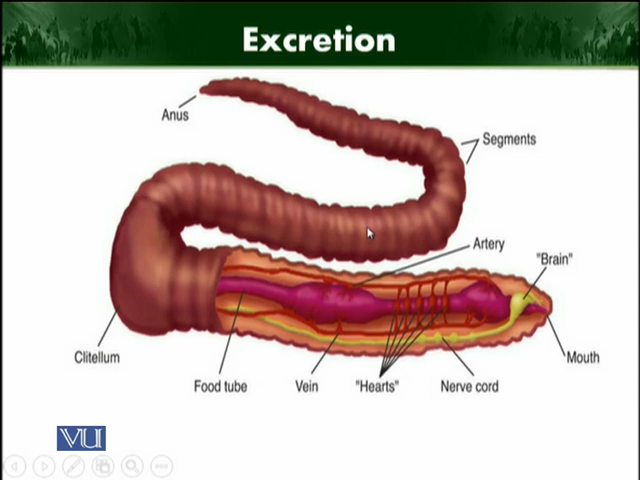 Excretion
Anus
Segments
Artery
"Brain"
Clitellum
Mouth
Food tube
Vein
"Hearts"
Nerve cord
VU